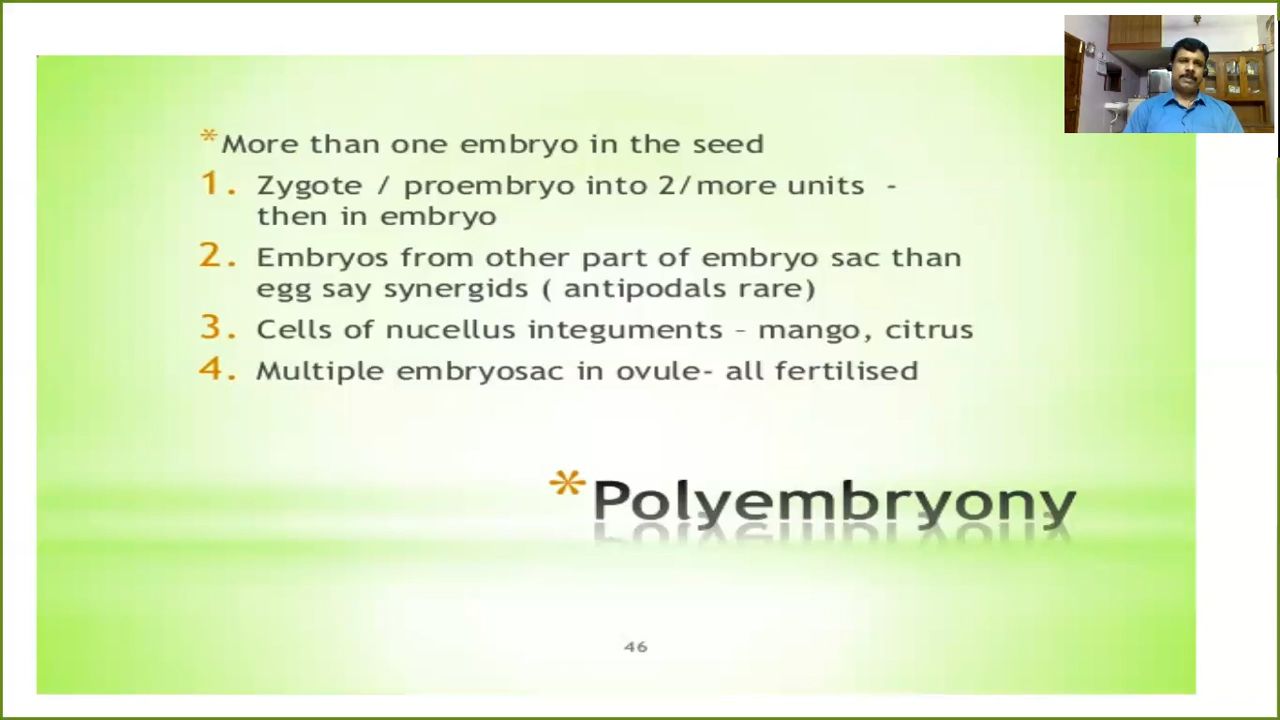 *More than one embryo in the seed
1. Zygote / proembryo into 2/more units -
then in embryo
2. Embryos from other part of embryo sac than
egg say synergids ( antipodals rare)
3. Cells of nucellus integuments – mango, citrus
4. Multiple embryosac in ovule- all fertilised
*Polyembryony
46